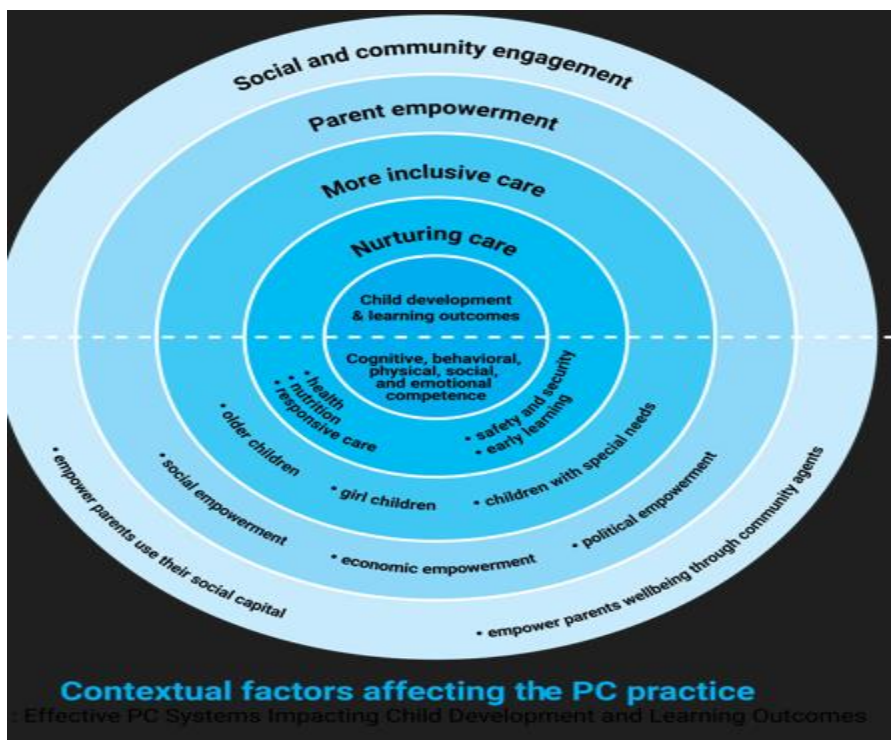 Social and community engagement
Parent empowerment
More inclusive care
Nurturing care
Child development
& learning outcomes
Cognitive, behavioral,
physical, social,
and emotional
competence
• health
• nutrition
• responsive care
• safety and security
• early learning
• older children
• girl children
• children with special needs
• social empowerment
• economic empowerment
• political empowerment
• empower parents use their social capital
• empower parents wellbeing through community agents
Contextual factors affecting the PC practice
: Effective PC Systems Impacting Child Development and Learning Outcomes